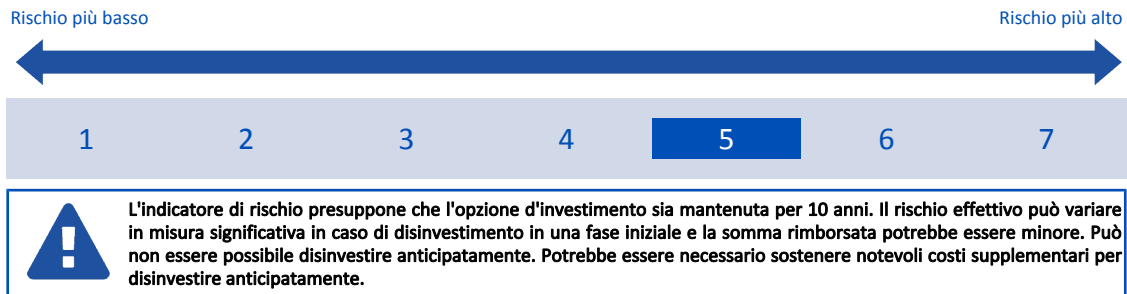 Rischio più basso Rischio più alto
1 2 3 4 5 6 7
L'indicatore di rischio presuppone che l'opzione d'investimento sia mantenuta per 10 anni. Il rischio effettivo può variare
in misura significativa in caso di disinvestimento in una fase iniziale e la somma rimborsata potrebbe essere minore. Può
non essere possibile disinvestire anticipatamente. Potrebbe essere necessario sostenere notevoli costi supplementari per
disinvestire anticipatamente.